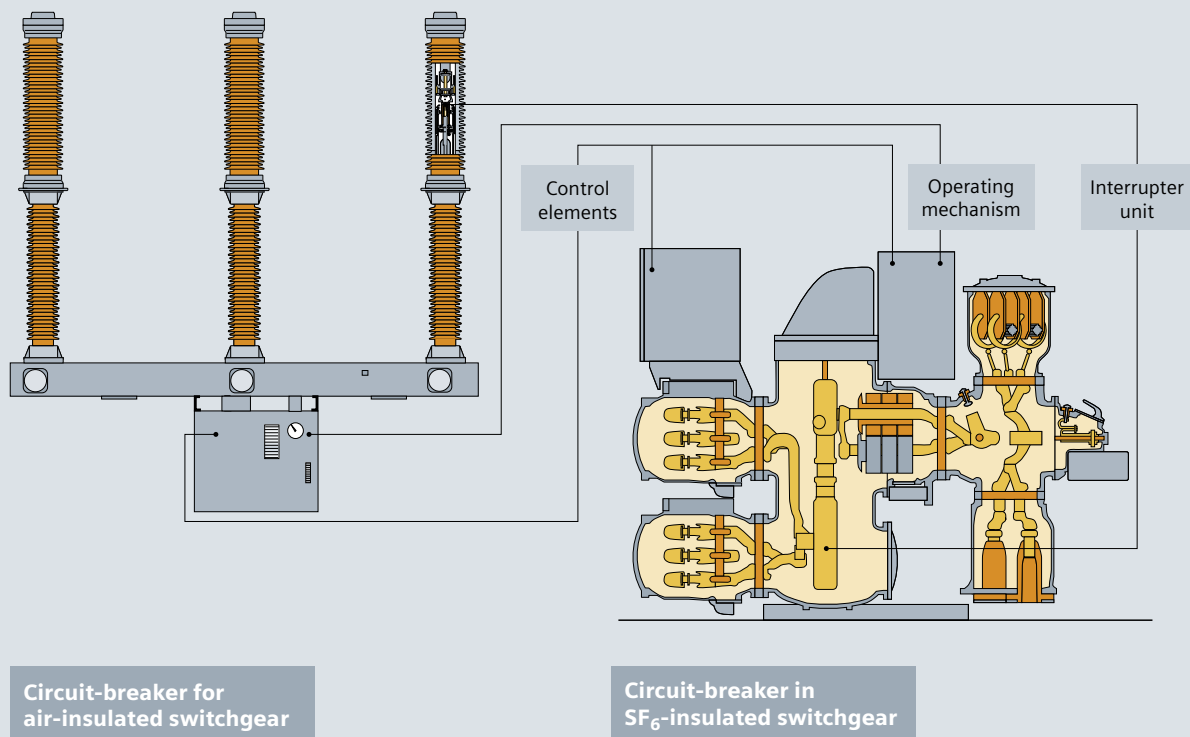 Control
elements
Operating
mechanism
Interrupter
unit
Circuit-breaker for
air-insulated switchgear
Circuit-breaker in
SF₆-insulated switchgear